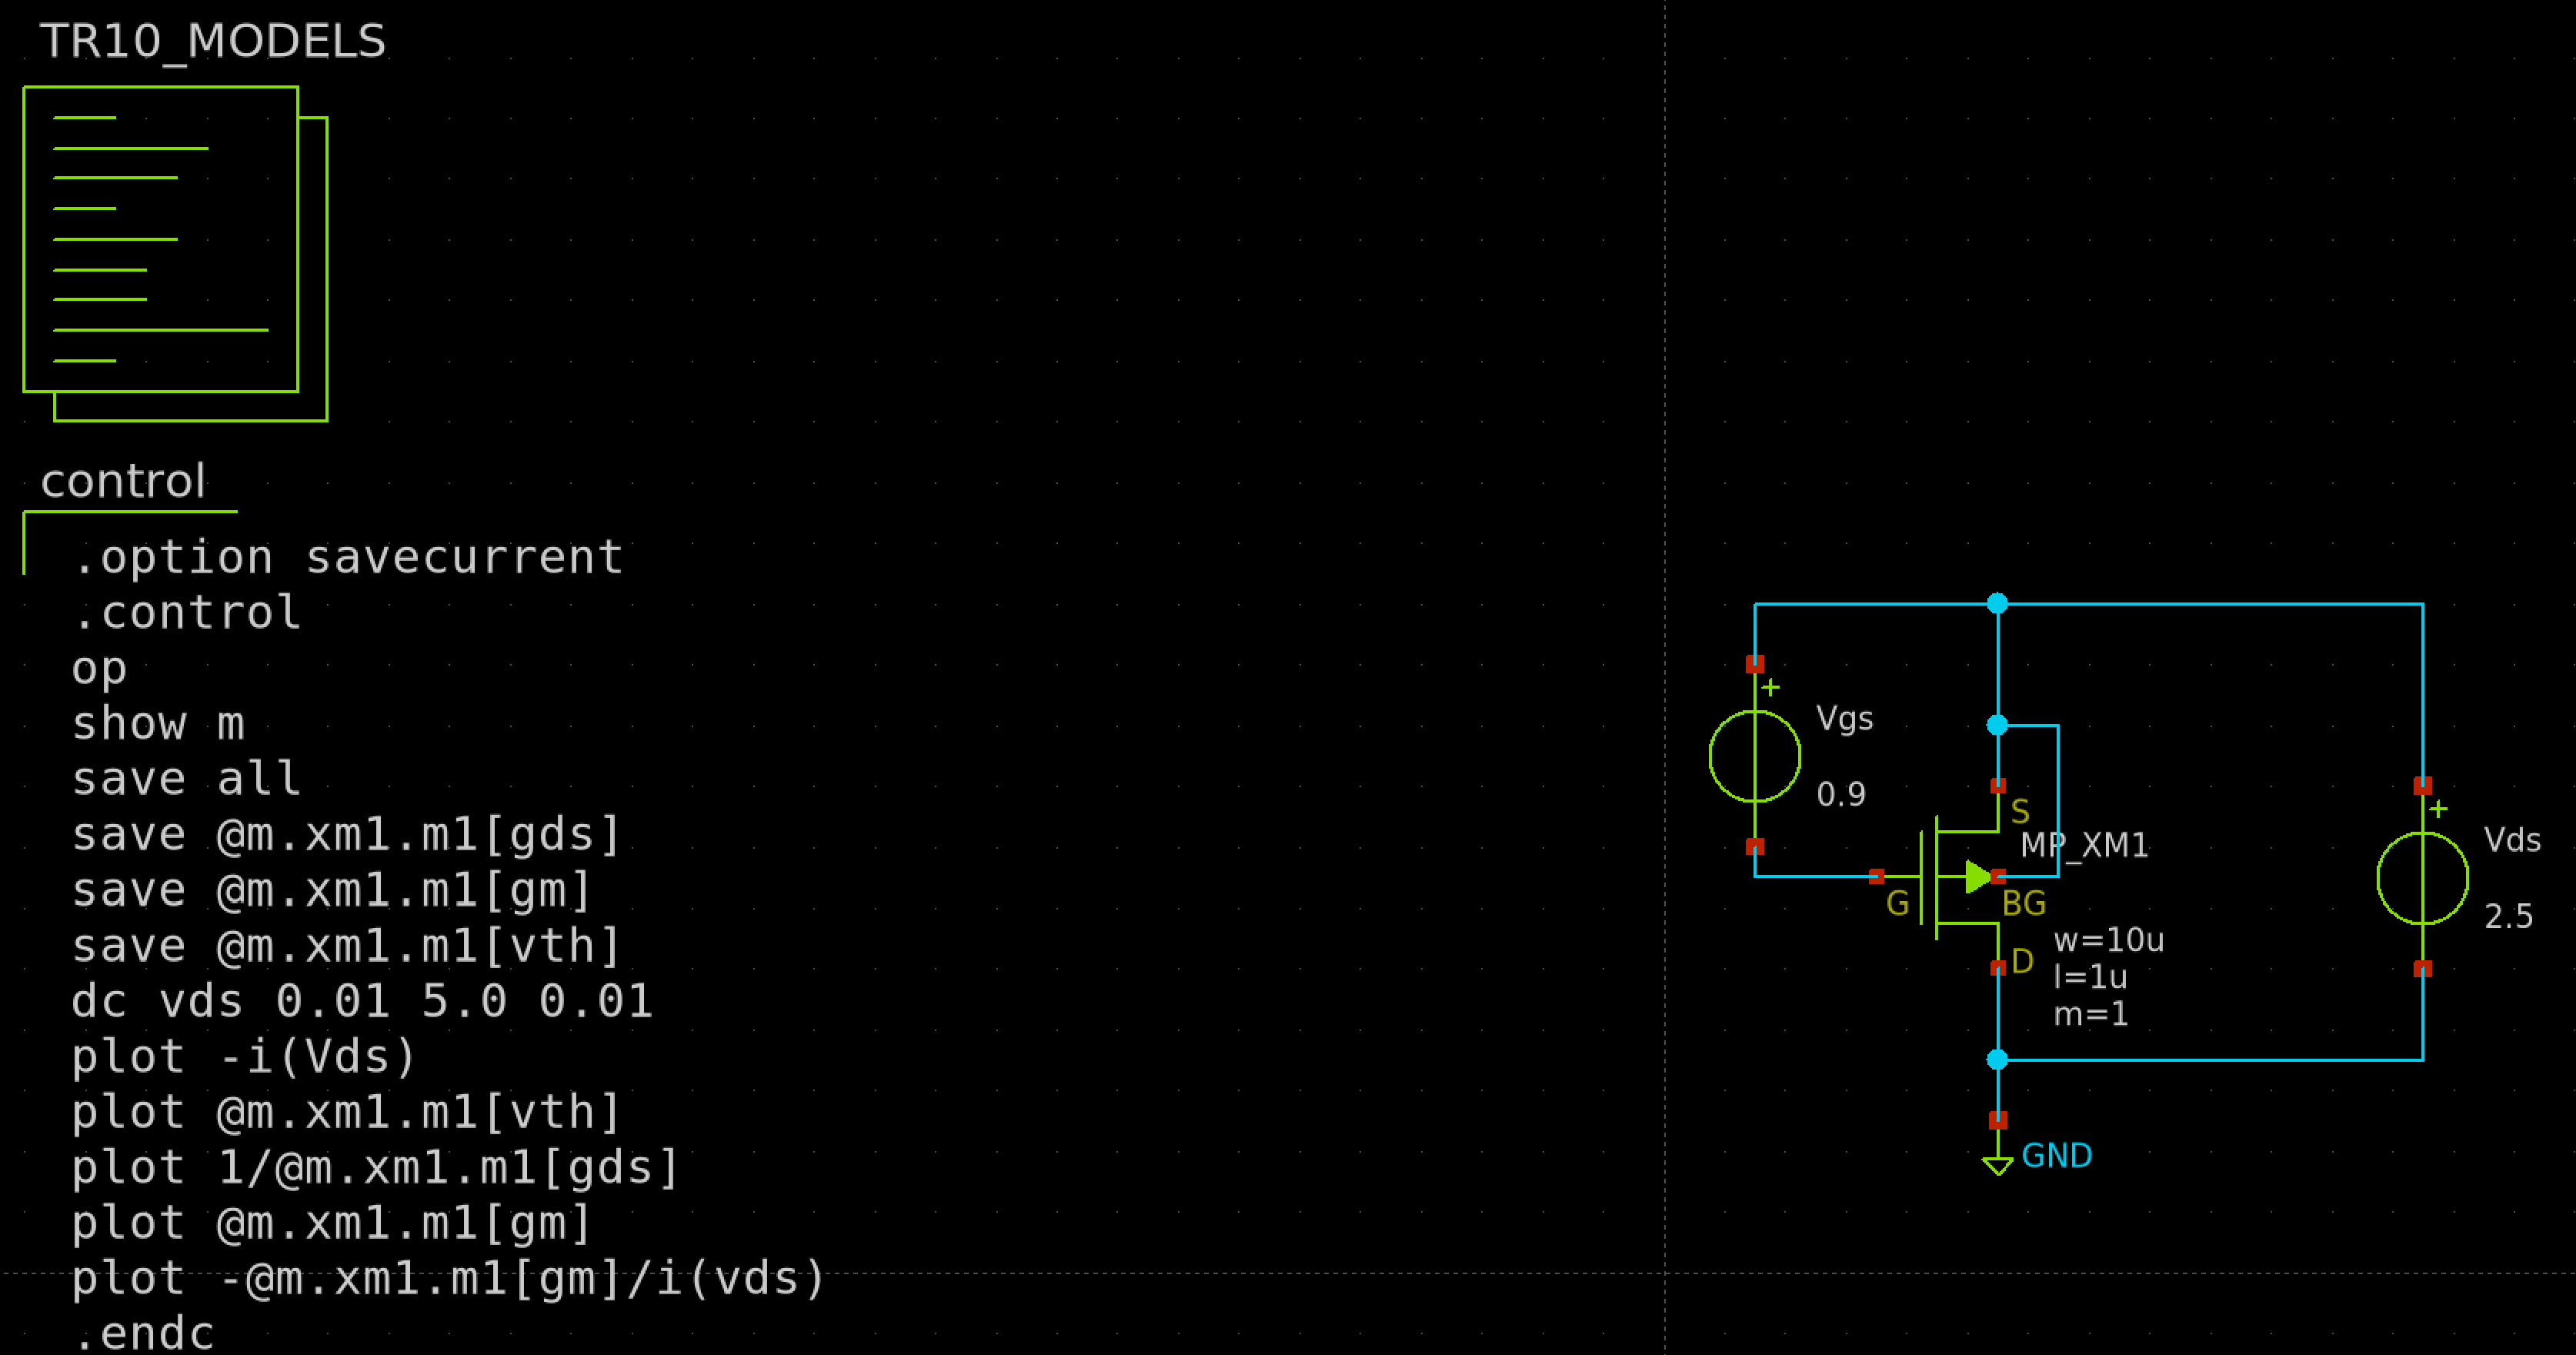 TR10_MODELS
control
.option savecurrent
.control
op
show m
save all
save @m.xm1.m1[gds]
save @m.xm1.m1[gm]
save @m.xm1.m1[vth]
dc vds 0.01 5.0 0.01
plot -i(Vds)
plot @m.xm1.m1[vth]
plot 1/@m.xm1.m1[gds]
plot @m.xm1.m1[gm]
plot -@m.xm1.m1[gm]/i(vds)
.endc
+
Vgs
0.9
S
MP_XM1
G
BG
D
w=10u
l=1u
m=1
+
Vds
2.5
GND